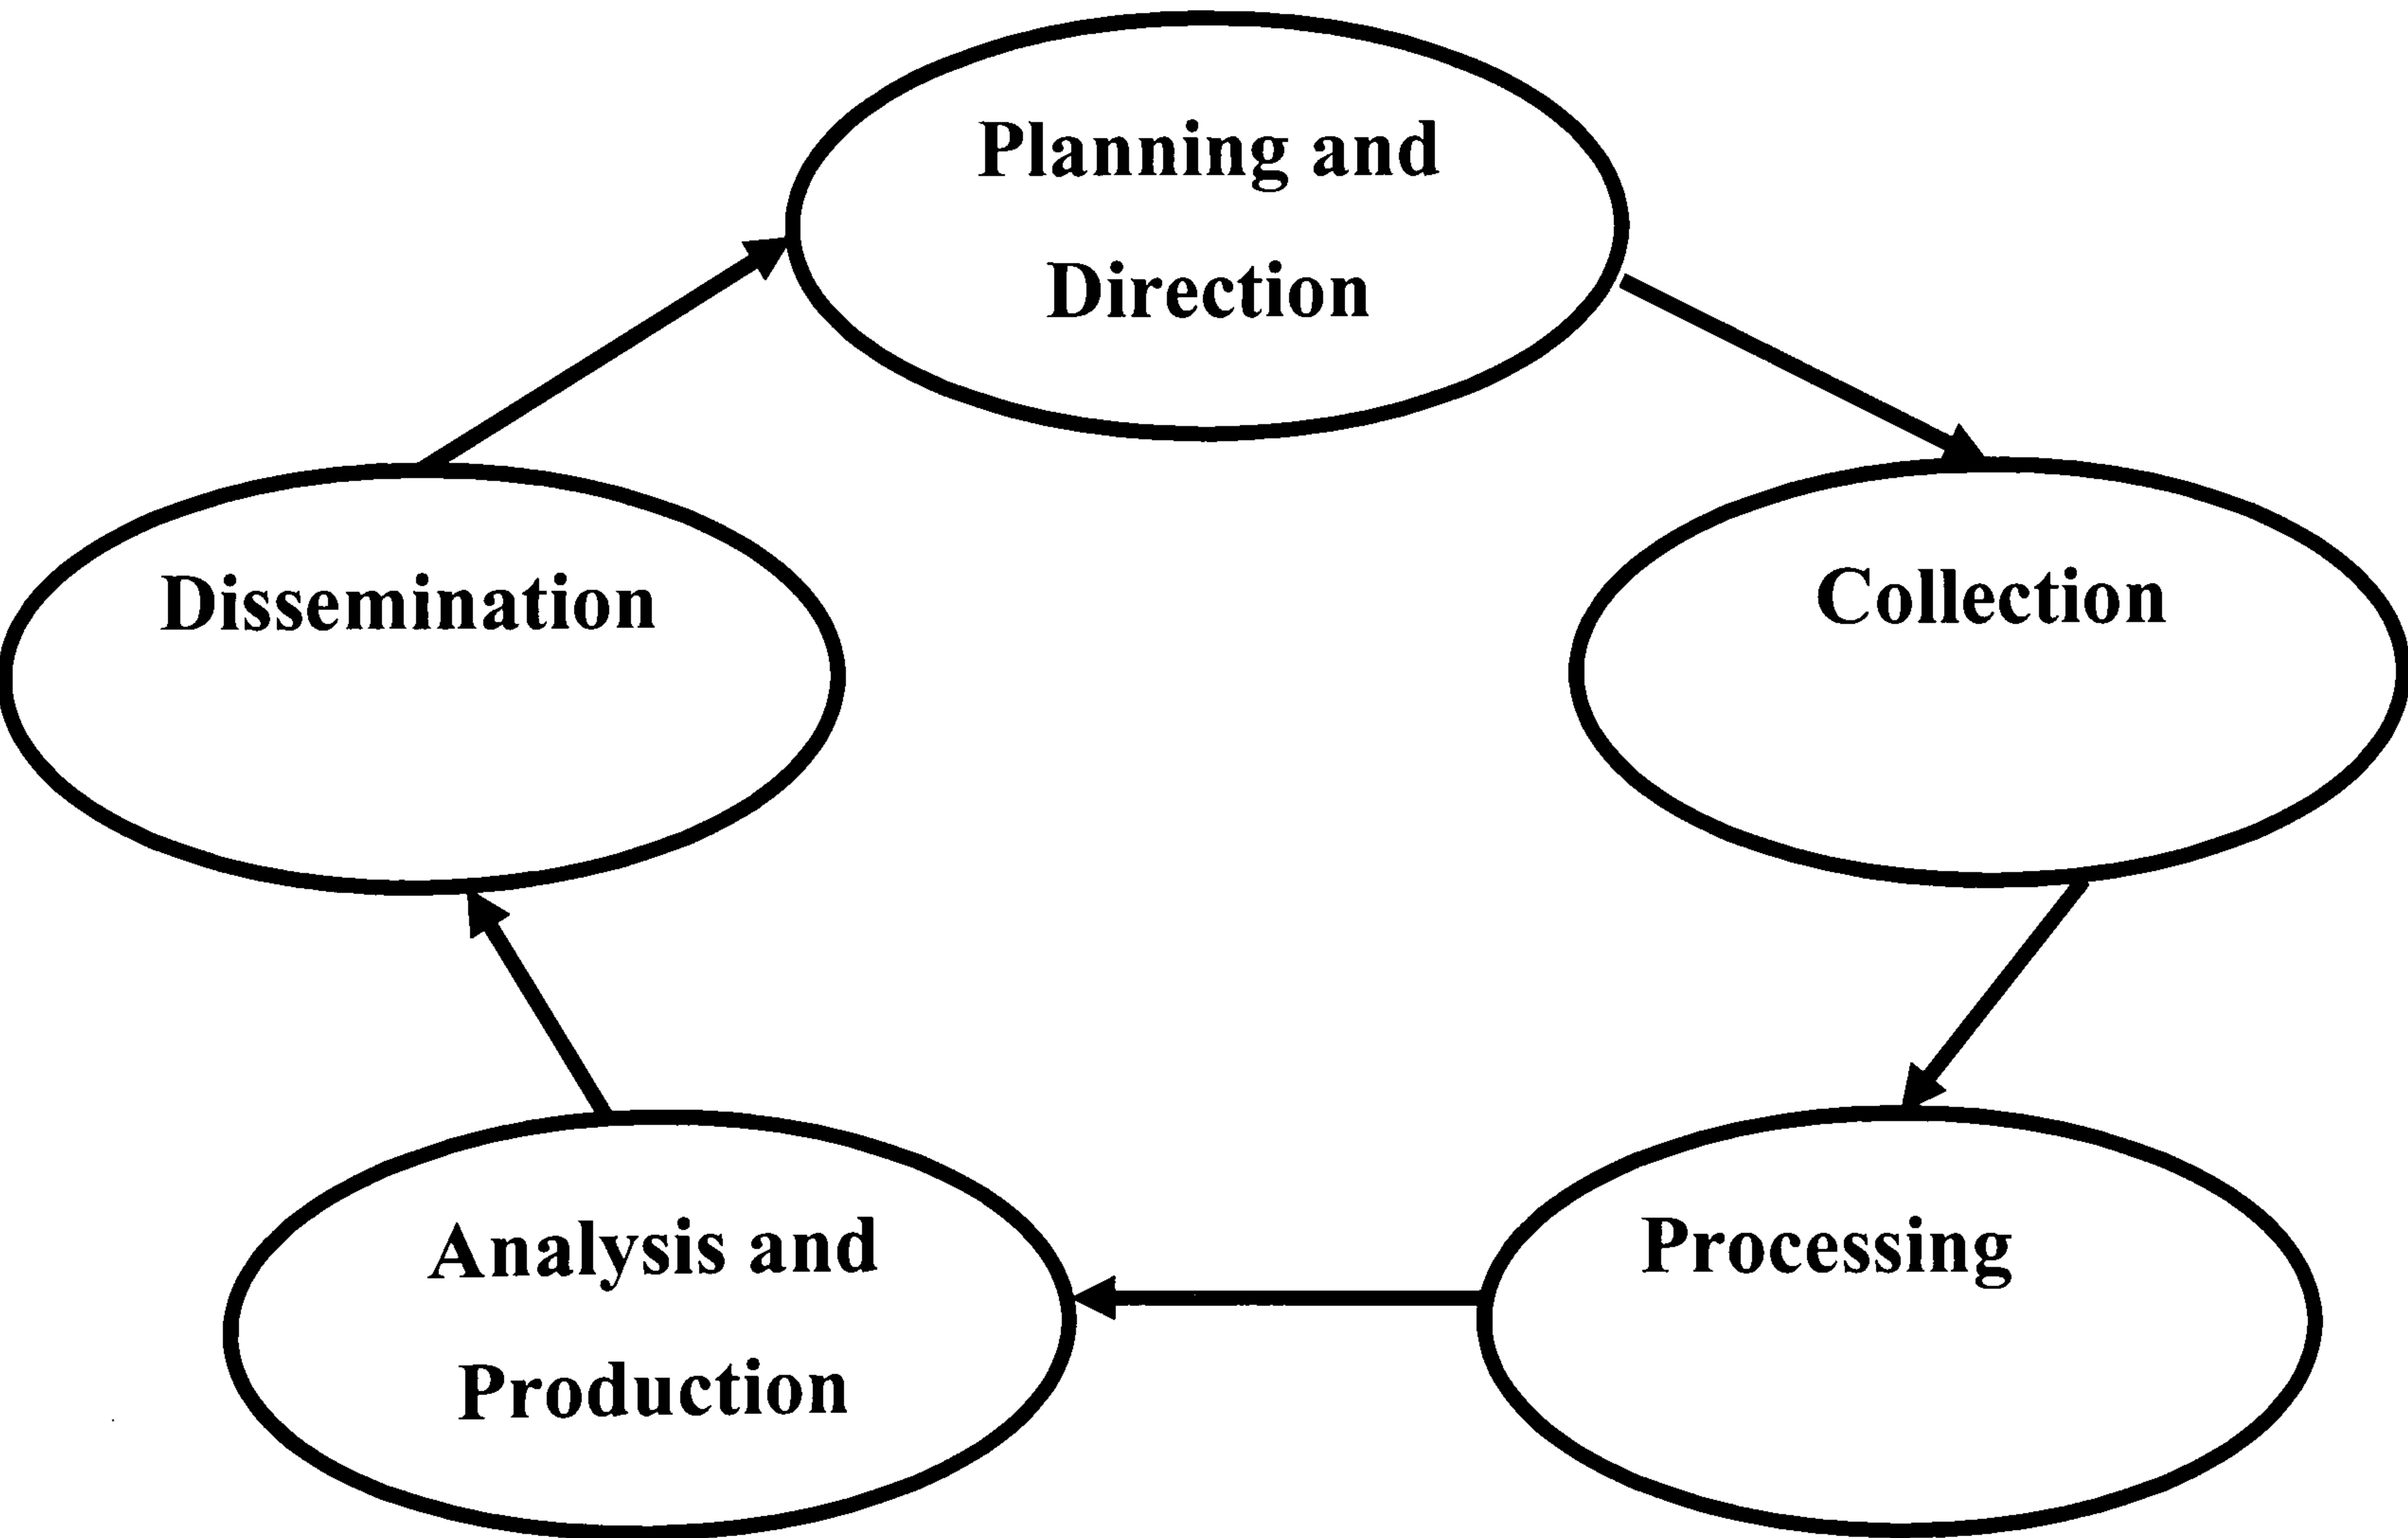 Planning and
Direction
Dissemination
Collection
Analysis and
Production
Processing